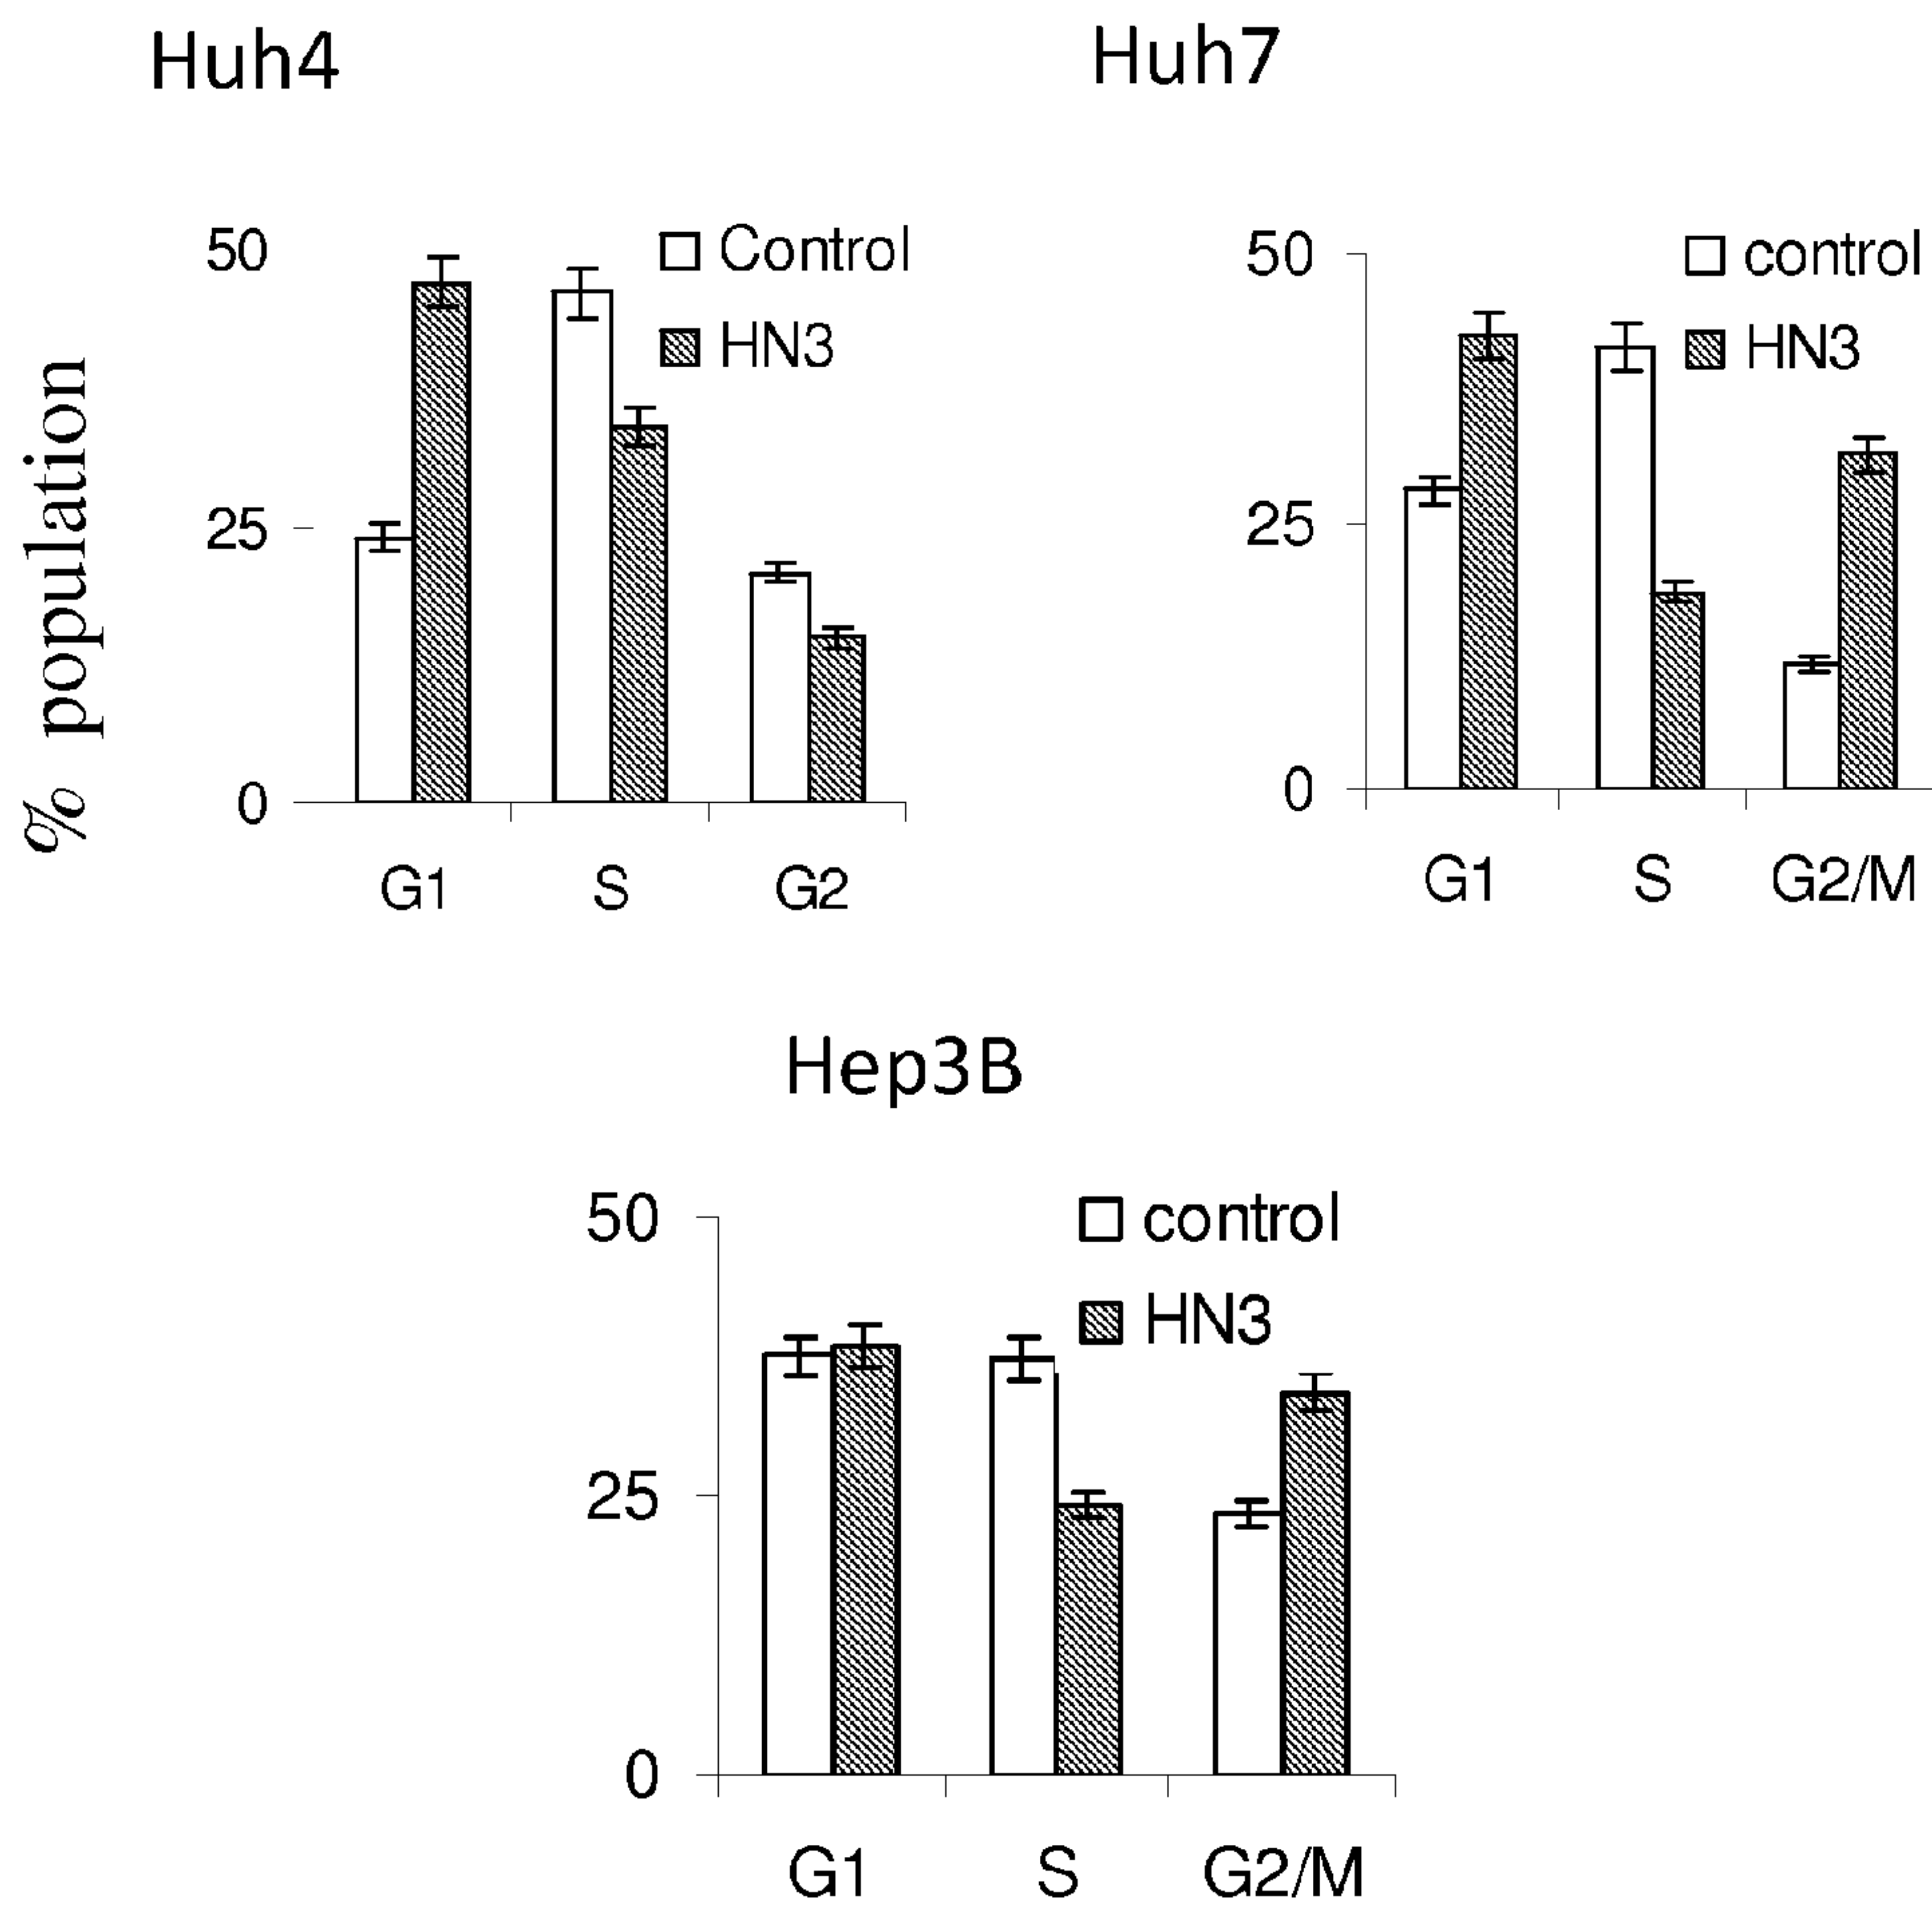 Huh4
Huh7
% population
50
25
0
Control
HN3
G1 S G2
50
25
0
control
HN3
G1 S G2/M
Hep3B
50
25
0
control
HN3
G1 S G2/M